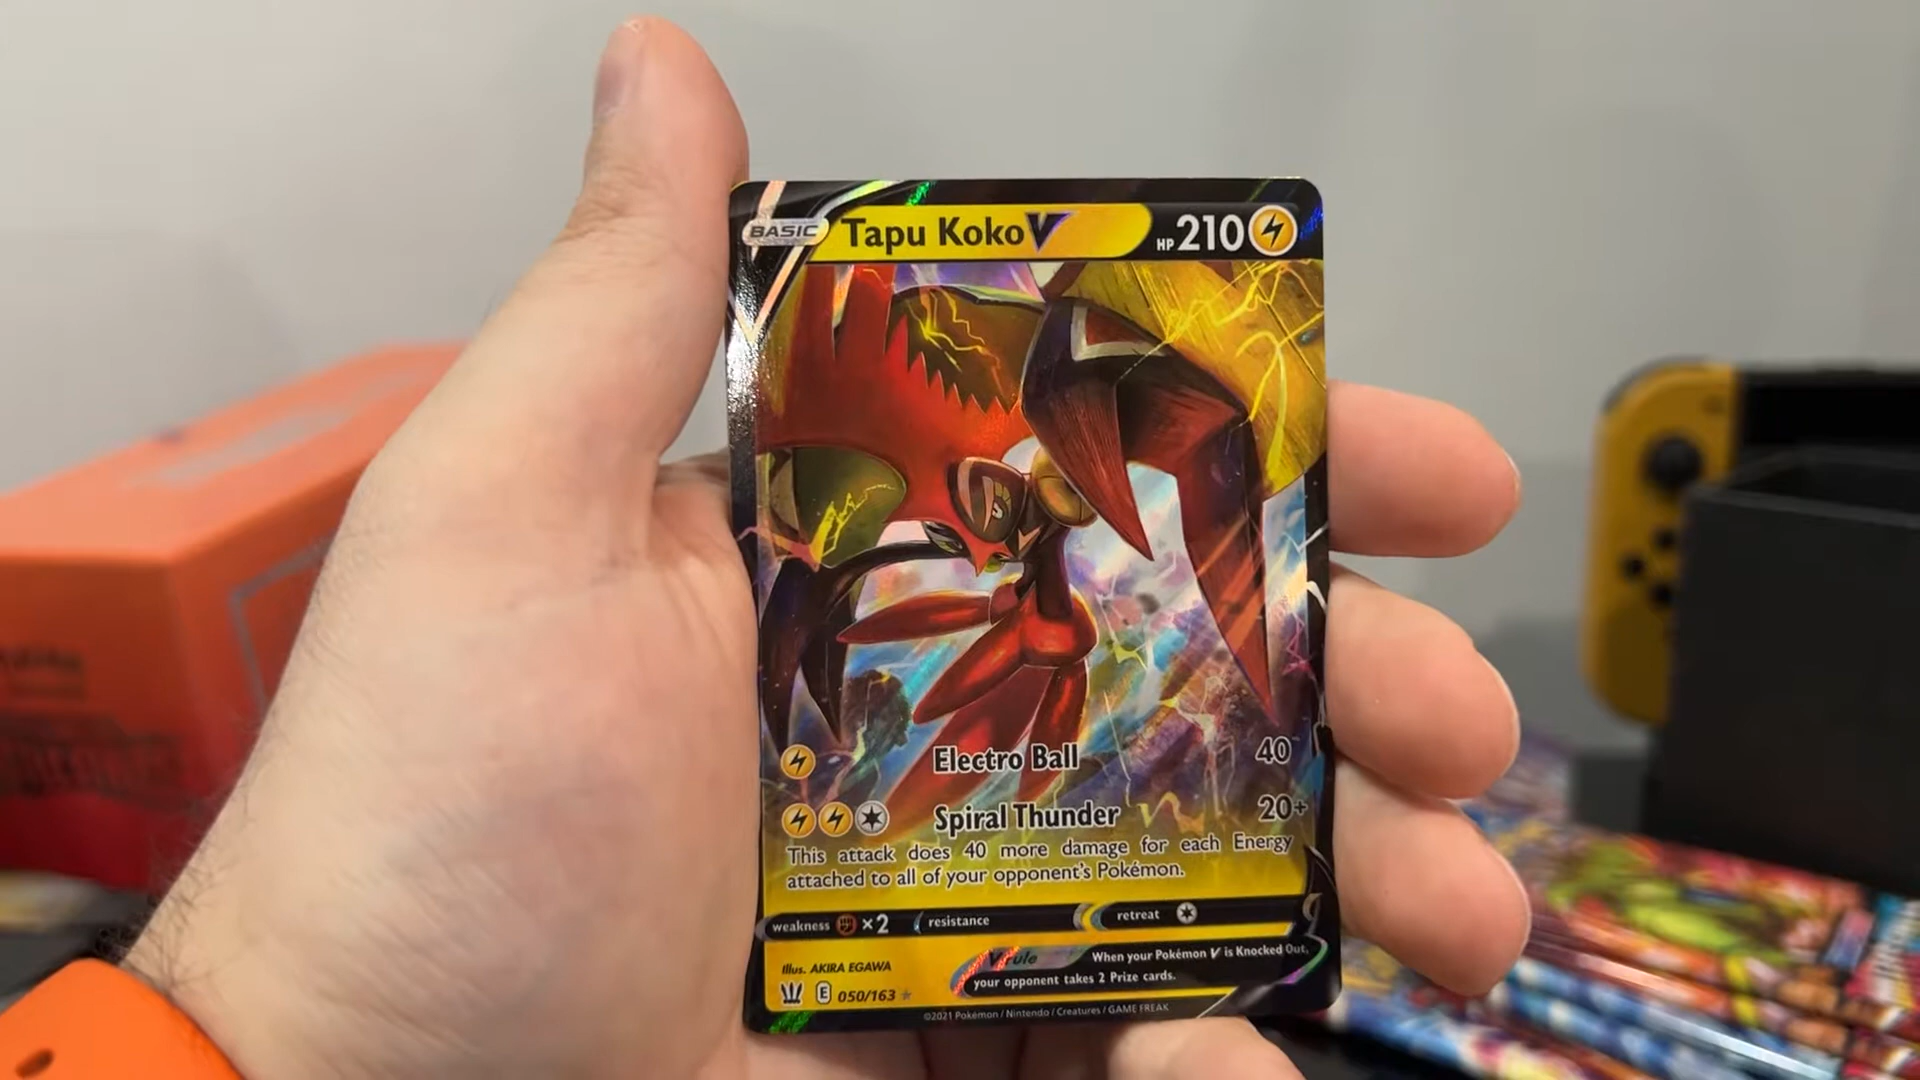 BASIC Tapu Koko V HP 210
Electro Ball 40
Spiral Thunder 20+
This attack does 40 more damage for each Energy
attached to all of your opponent's Pokémon.
weakness ×2 resistance retreat
V rule When your Pokémon V is Knocked Out,
your opponent takes 2 Prize cards.
Illus. AKIRA EGAWA
E 050/163
©2021 Pokémon / Nintendo / Creatures / GAME FREAK